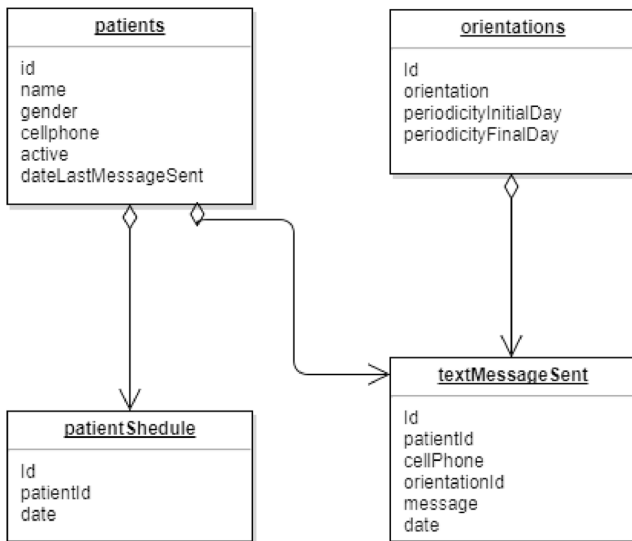 patients
id
name
gender
cellphone
active
dateLastMessageSent
orientations
Id
orientation
periodicityInitialDay
periodicityFinalDay
patientShedule
Id
patientId
date
textMessageSent
Id
patientId
cellPhone
orientationId
message
date